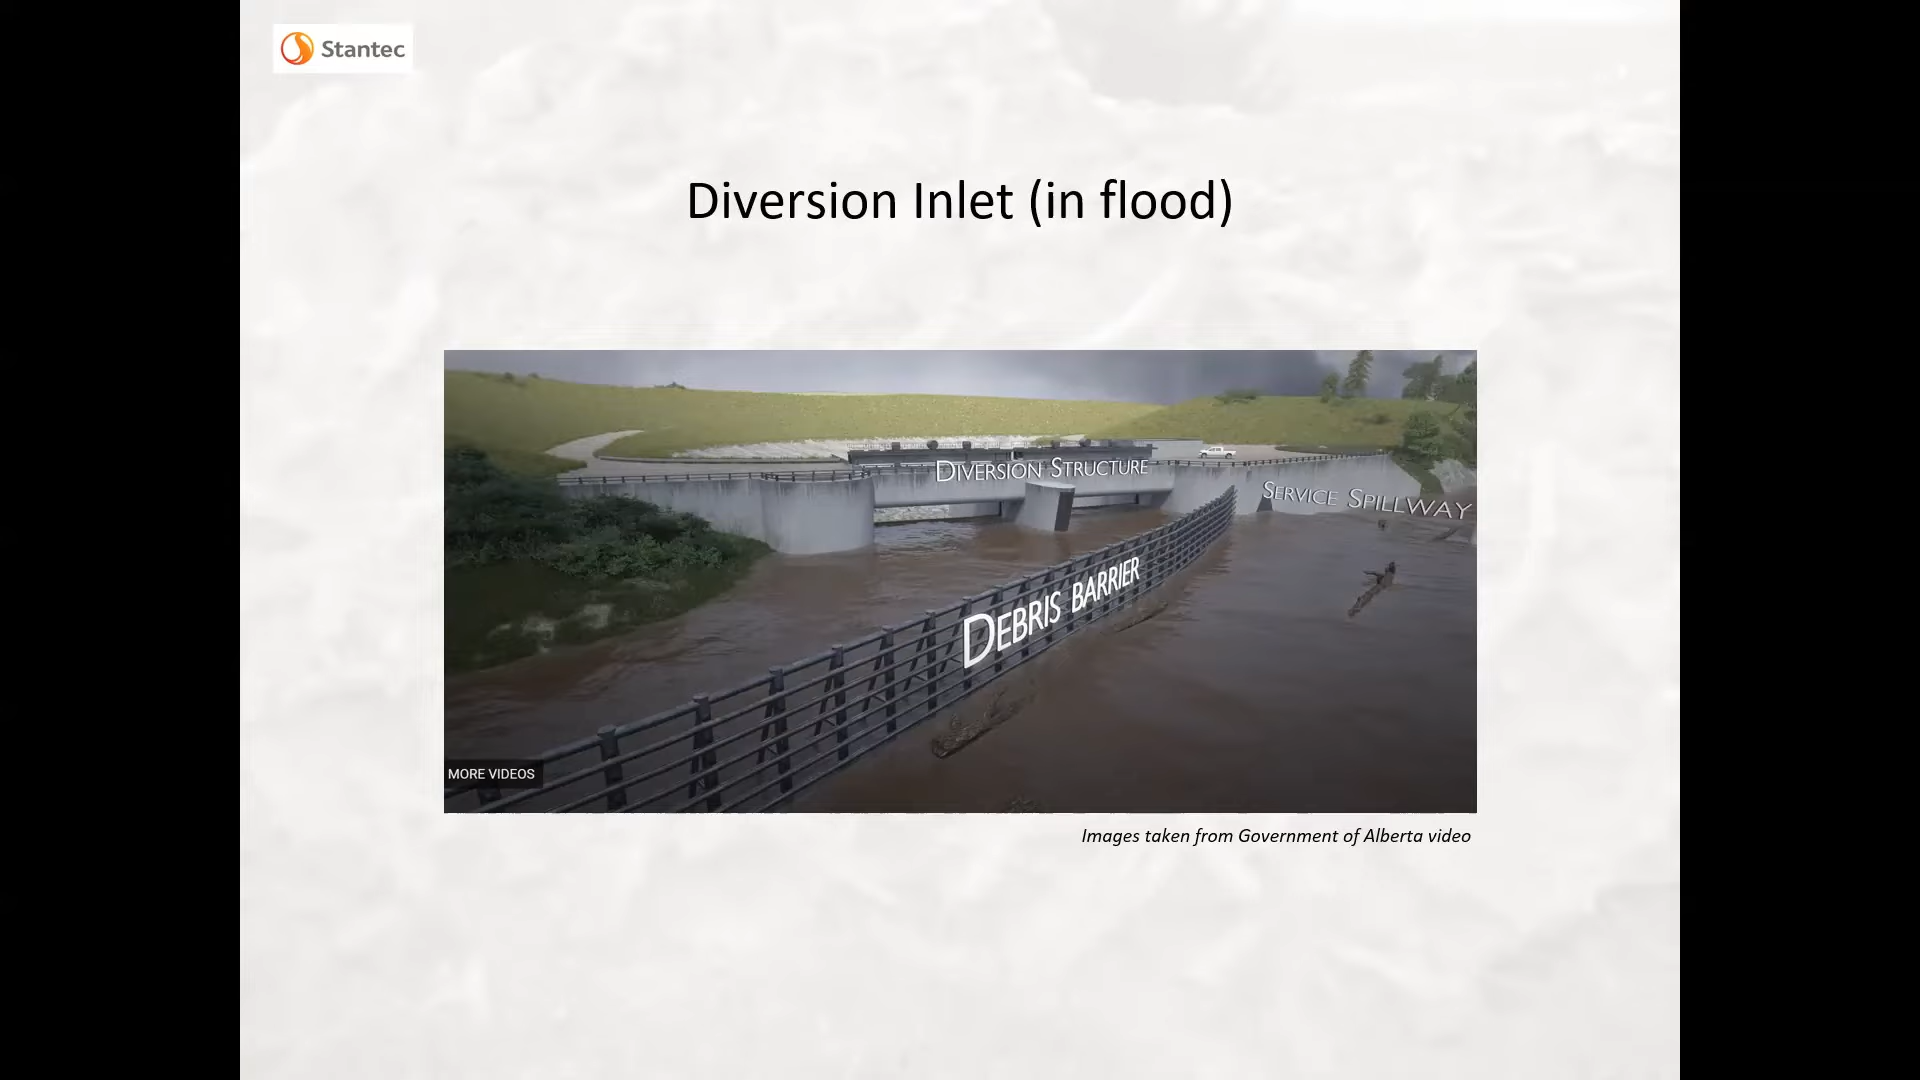 Stantec
Diversion Inlet (in flood)
DIVERSION STRUCTURE
SERVICE SPILLWAY
DEBRIS BARRIER
MORE VIDEOS
Images taken from Government of Alberta video